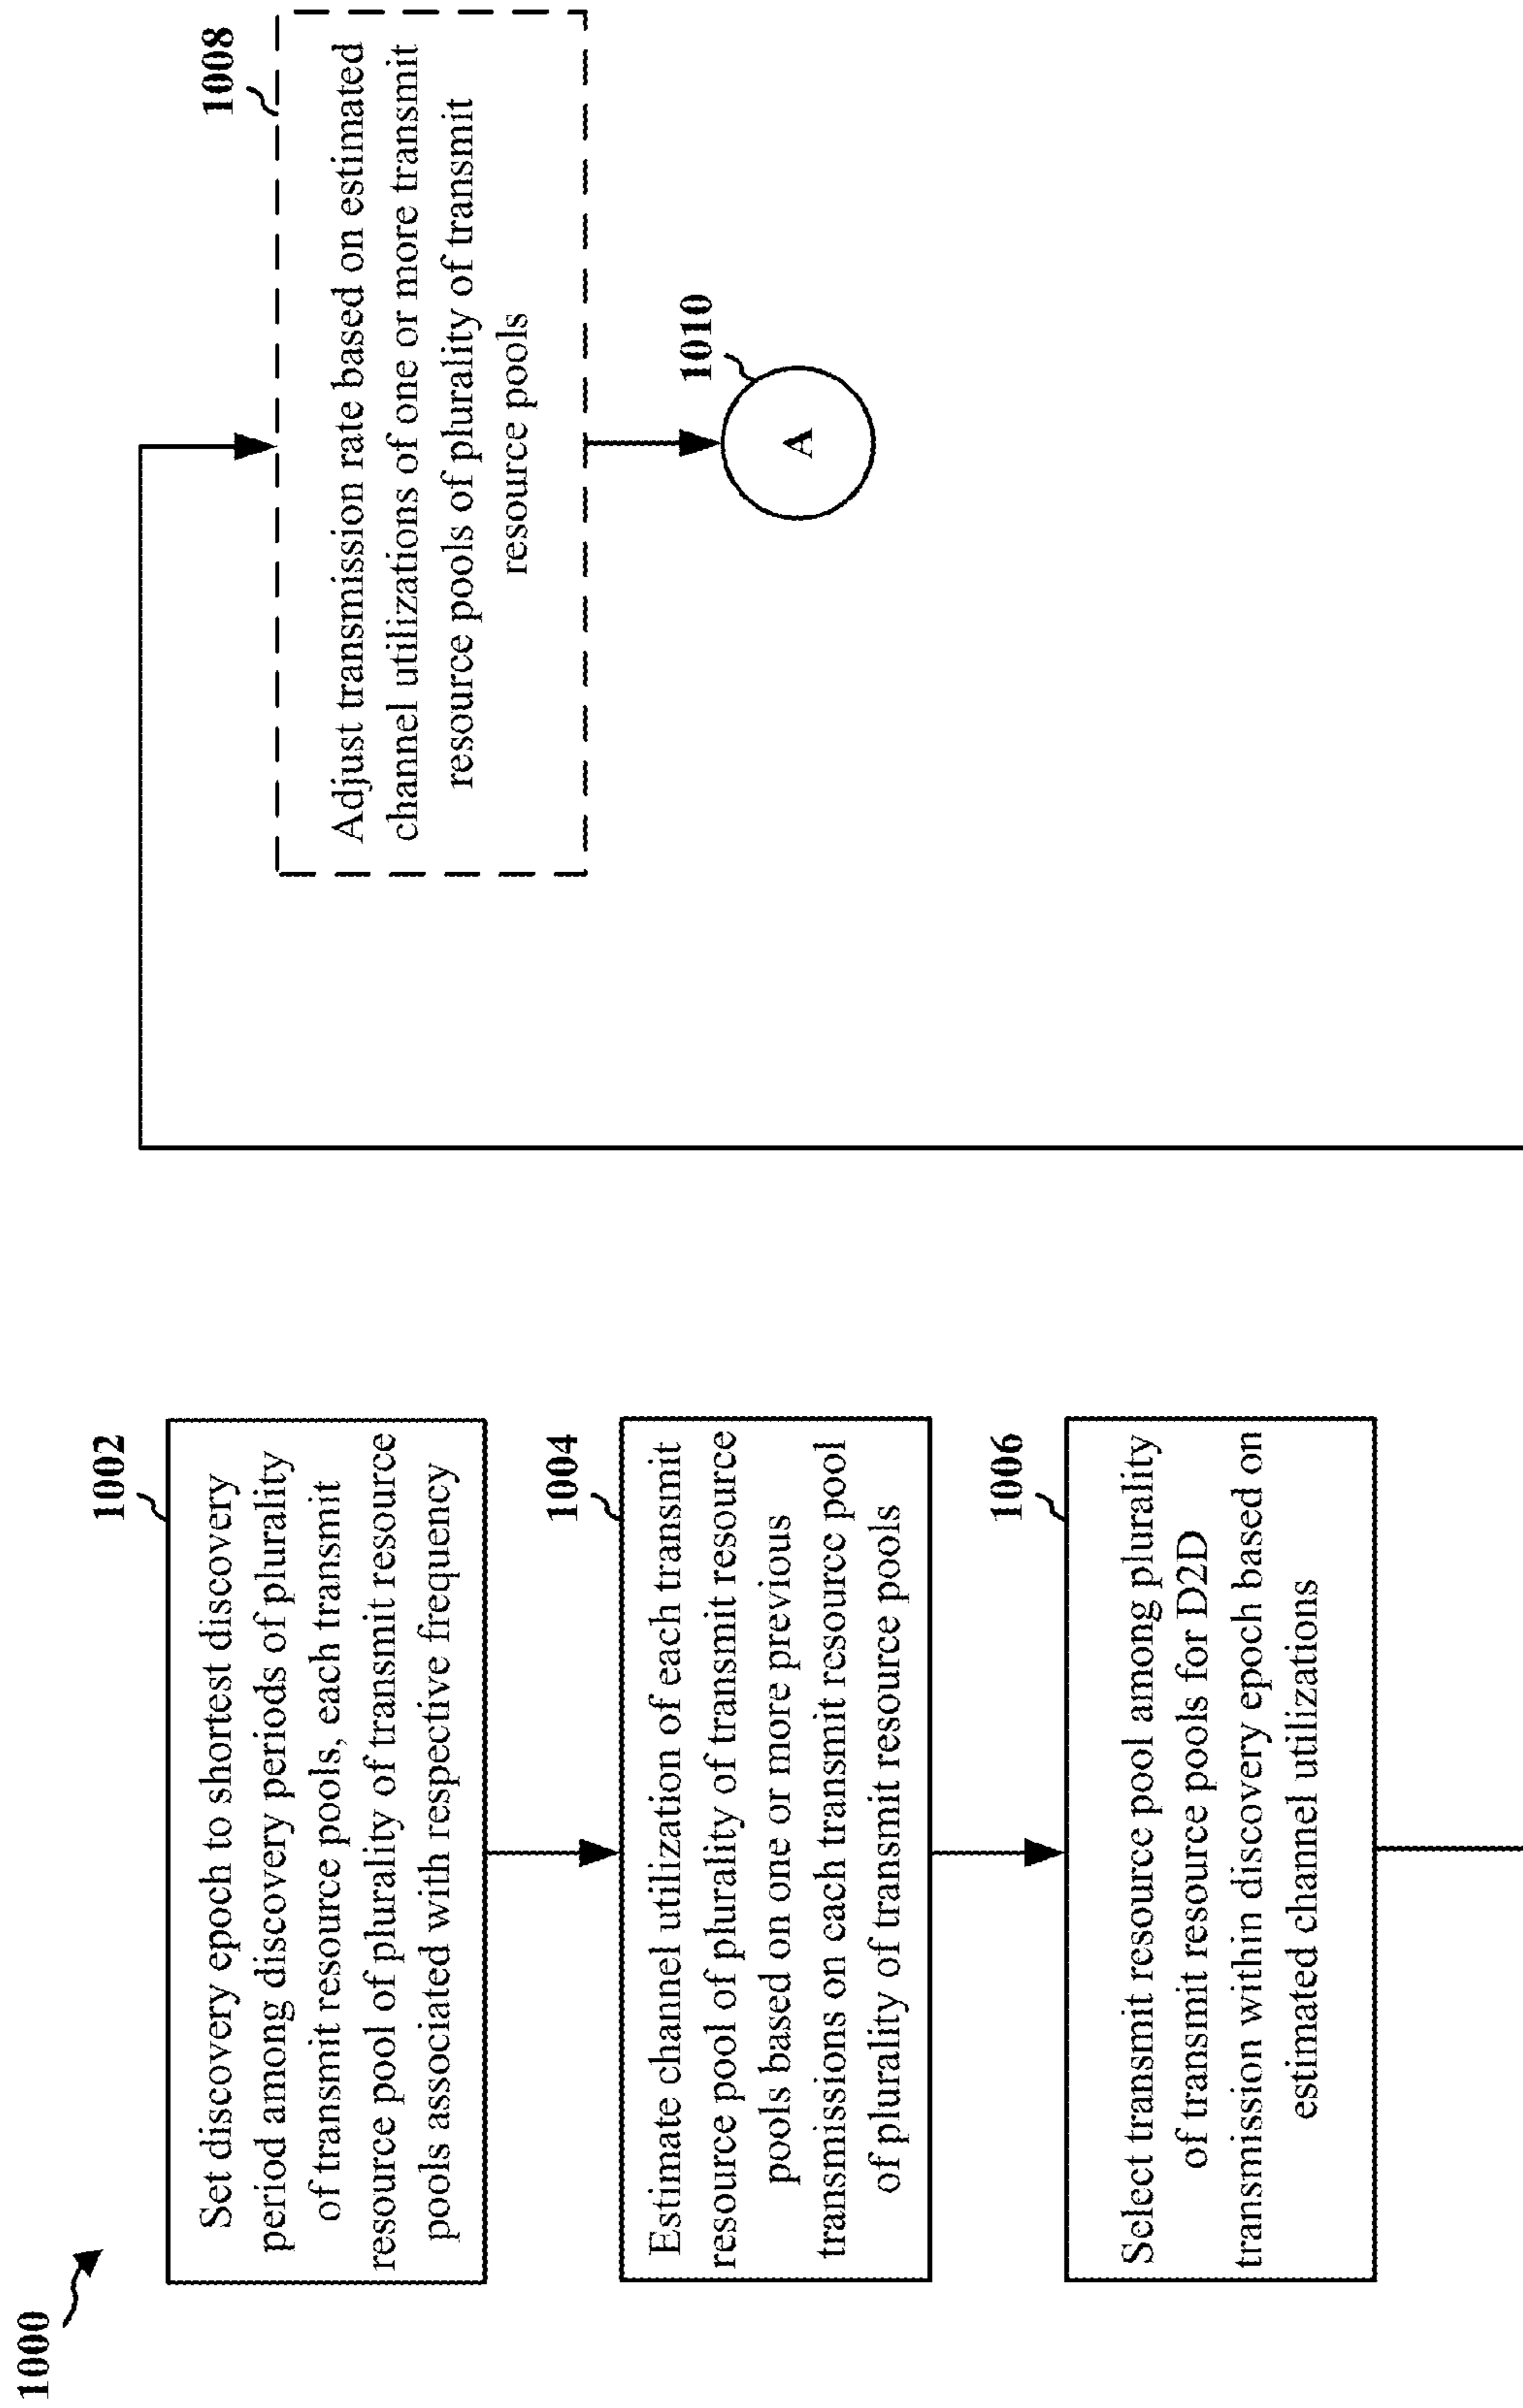 1000
1002
Set discovery epoch to shortest discovery
period among discovery periods of plurality
of transmit resource pools, each transmit
resource pool of plurality of transmit resource
pools associated with respective frequency
1004
Estimate channel utilization of each transmit
resource pool of plurality of transmit resource
pools based on one or more previous
transmissions on each transmit resource pool
of plurality of transmit resource pools
1006
Select transmit resource pool among plurality
of transmit resource pools for D2D
transmission within discovery epoch based on
estimated channel utilizations
1008
Adjust transmission rate based on estimated
channel utilizations of one or more transmit
resource pools of plurality of transmit
resource pools
1010
A